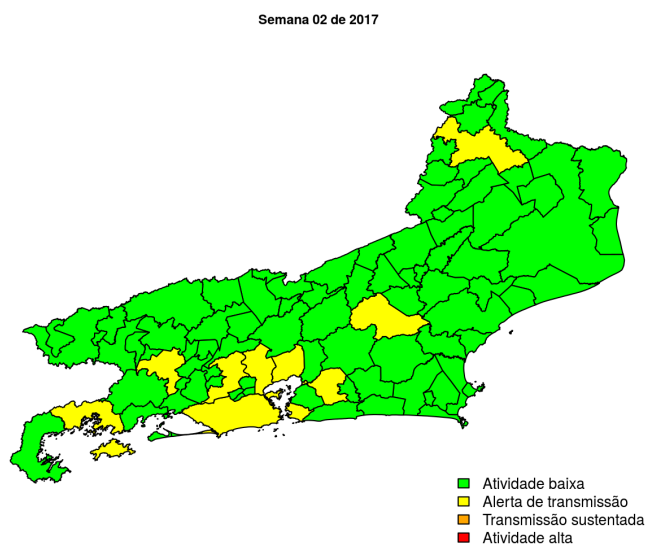 Semana 02 de 2017
Atividade baixa
Alerta de transmissão
Transmissão sustentada
Atividade alta